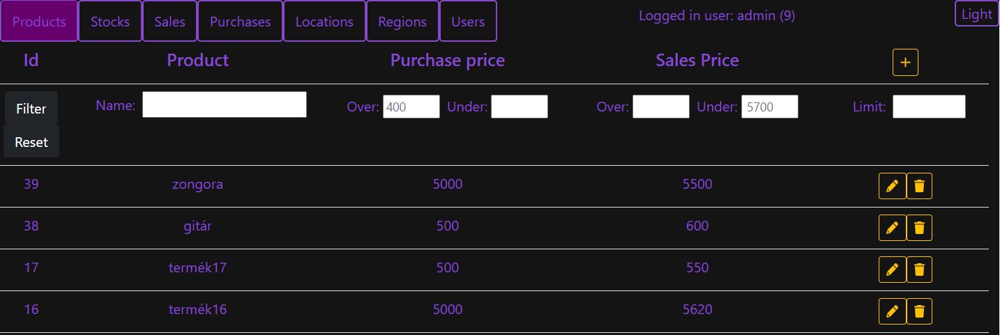 Products Stocks Sales Purchases Locations Regions Users Logged in user: admin (9) Light
Id Product Purchase price Sales Price +
Filter Name: Over: 400 Under: Over: Under: 5700 Limit:
Reset
39 zongora 5000 5500
38 gitár 500 600
17 termék17 500 550
16 termék16 5000 5620